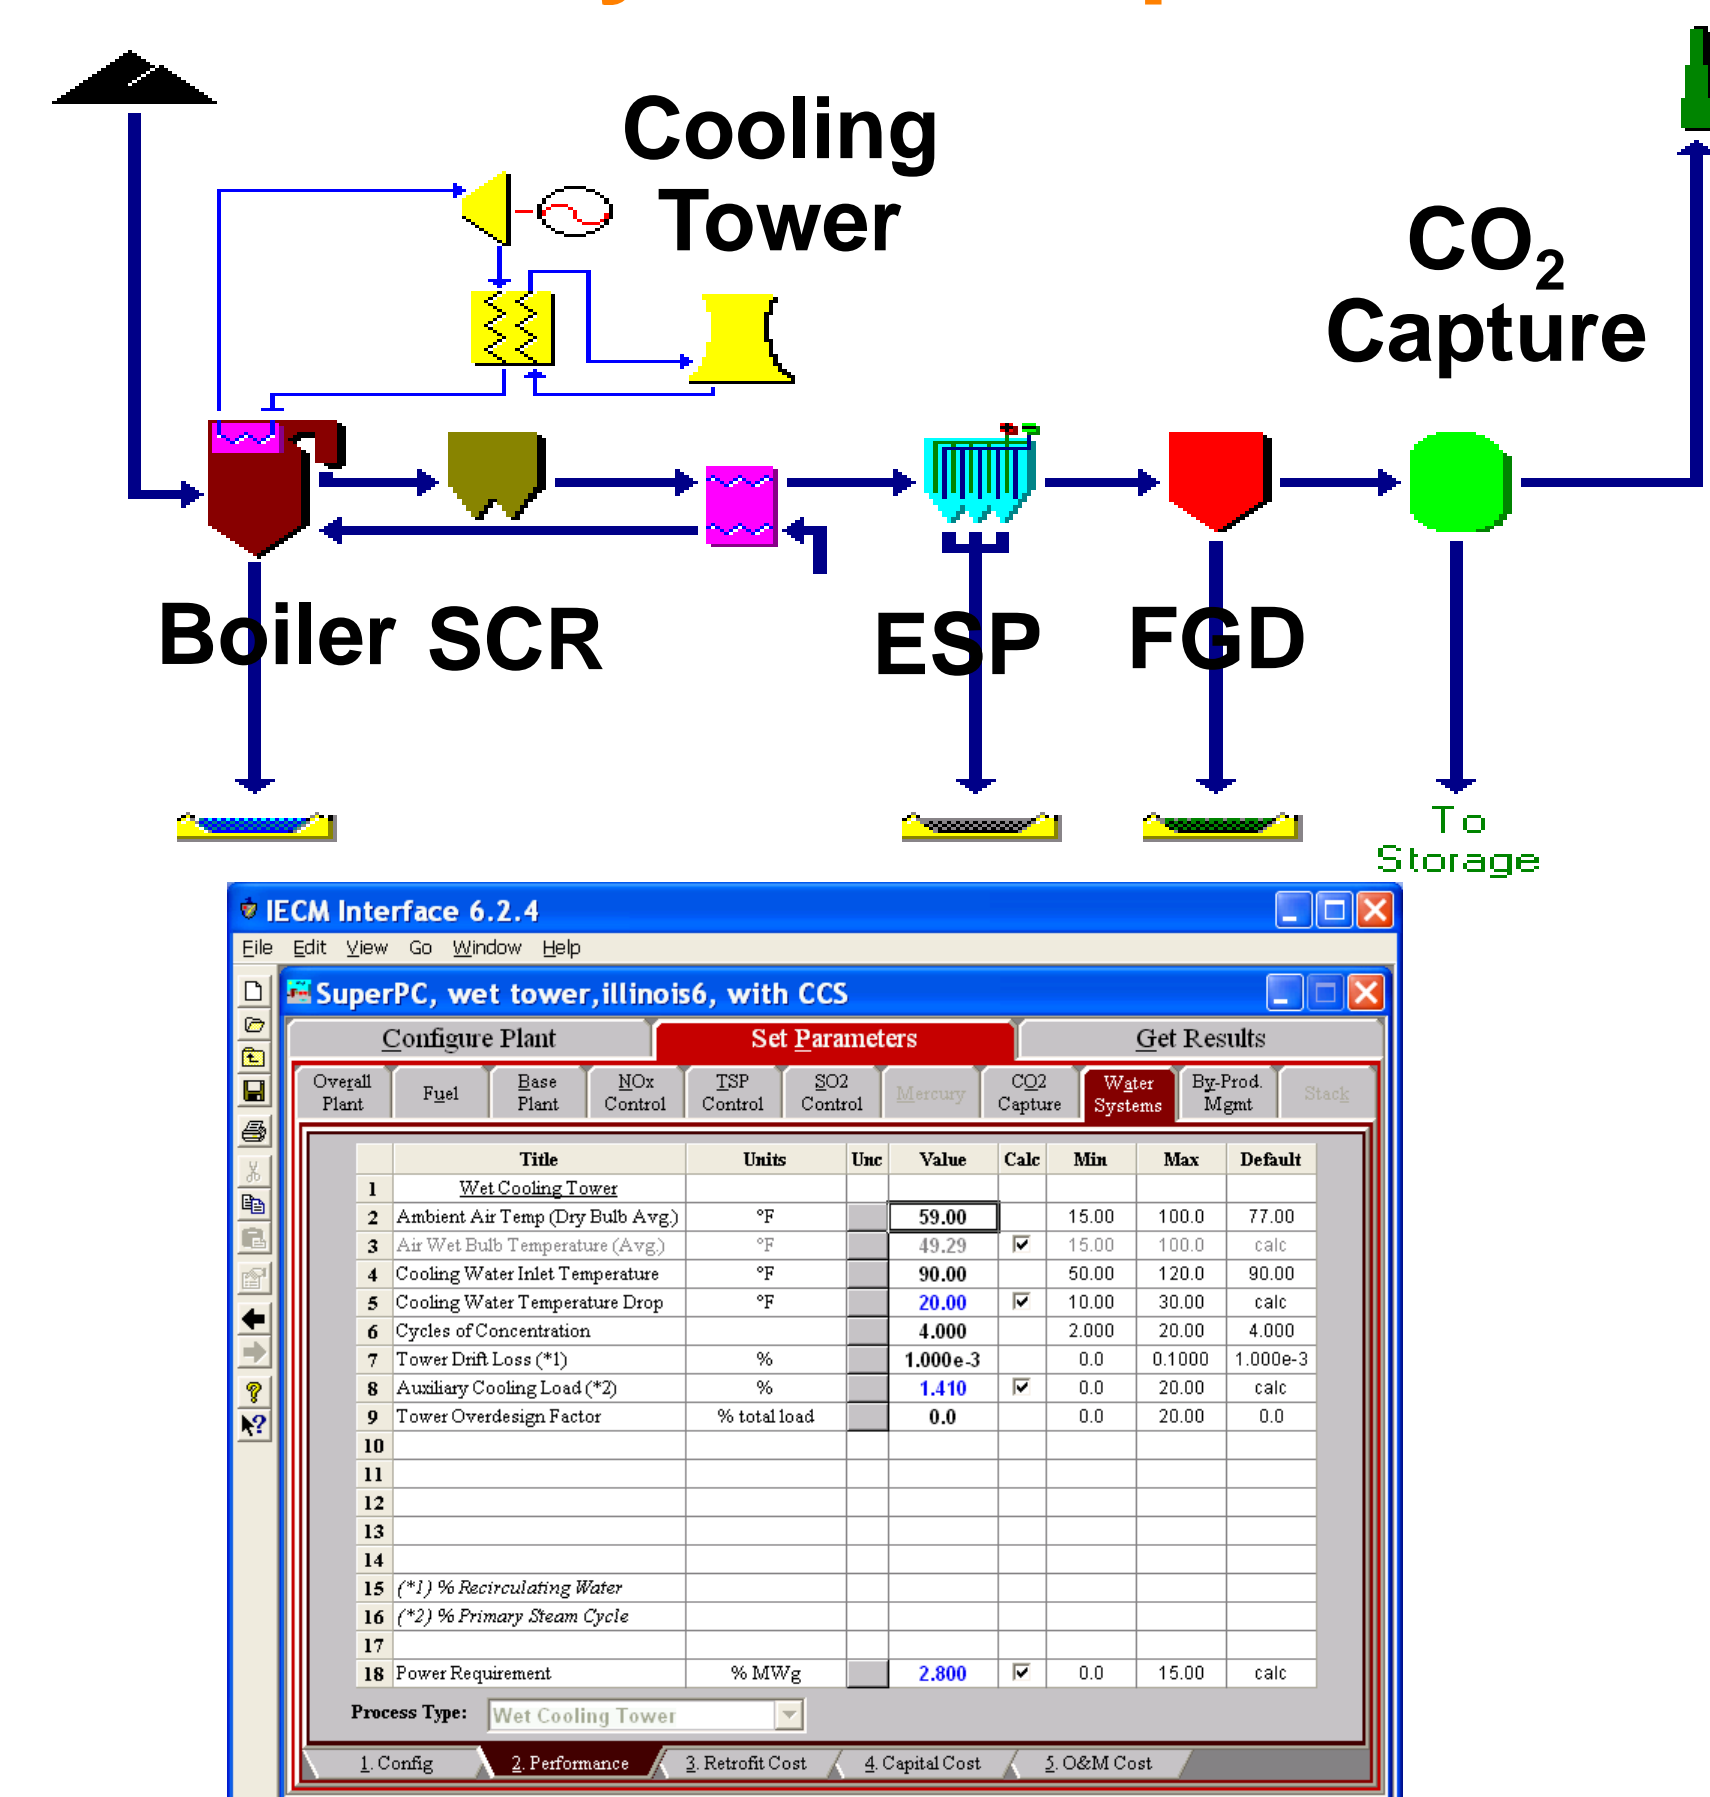 Cooling
Tower
CO2
Capture
Boiler SCR ESP FGD
To
Storage
IECM Interface 6.2.4
File Edit View Go Window Help
SuperPC, wet tower,illinois6, with CCS
Configure Plant Set Parameters Get Results
Overall Plant Fuel Base Plant NOx Control TSP Control SO2 Control Mercury CO2 Capture Water Systems By-Prod. Mgmt Stack
Title Units Unc Value Calc Min Max Default
1 Wet Cooling Tower
2 Ambient Air Temp (Dry Bulb Avg.) °F 59.00 15.00 100.0 77.00
3 Air Wet Bulb Temperature (Avg.) °F 49.29 15.00 100.0 calc
4 Cooling Water Inlet Temperature °F 90.00 50.00 120.0 90.00
5 Cooling Water Temperature Drop °F 20.00 10.00 30.00 calc
6 Cycles of Concentration 4.000 2.000 20.00 4.000
7 Tower Drift Loss (*1) % 1.000e-3 0.0 0.1000 1.000e-3
8 Auxiliary Cooling Load (*2) % 1.410 0.0 20.00 calc
9 Tower Overdesign Factor % total load 0.0 0.0 20.00 0.0
10
11
12
13
14
15 (*1) % Recirculating Water
16 (*2) % Primary Steam Cycle
17
18 Power Requirement % MWg 2.800 0.0 15.00 calc
Process Type: Wet Cooling Tower
1. Config 2. Performance 3. Retrofit Cost 4. Capital Cost 5. O&M Cost